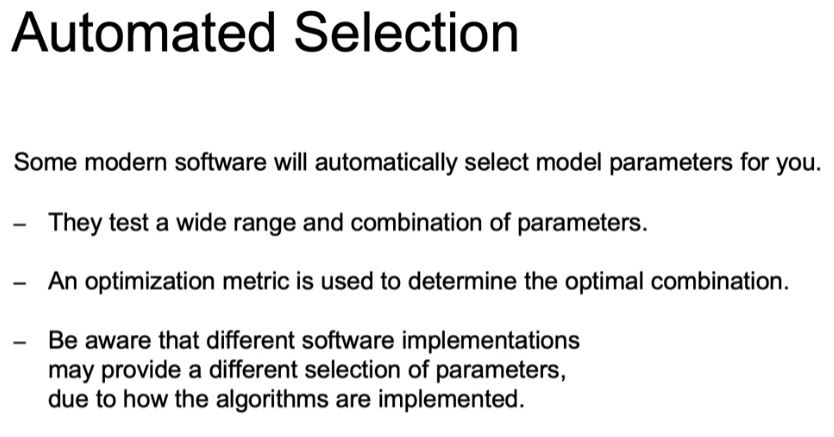 Automated Selection
Some modern software will automatically select model parameters for you.
– They test a wide range and combination of parameters.
– An optimization metric is used to determine the optimal combination.
– Be aware that different software implementations
may provide a different selection of parameters,
due to how the algorithms are implemented.